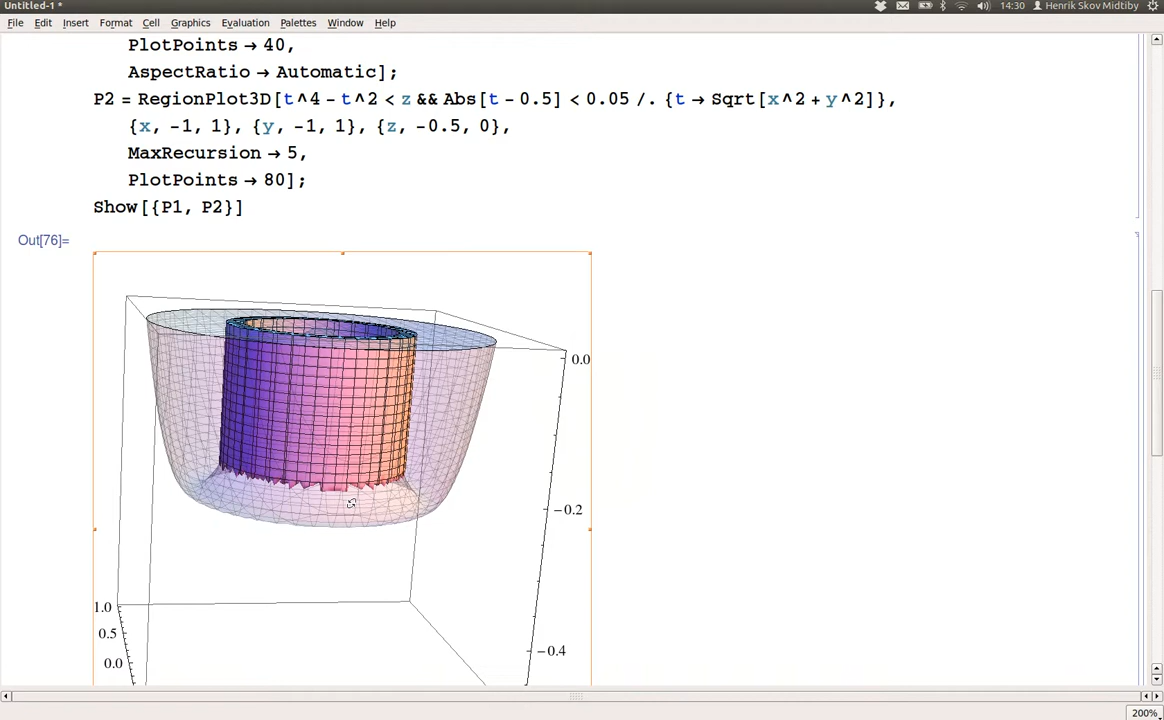 Untitled-1 *
14:30 Henrik Skov Midtiby
File Edit Insert Format Cell Graphics Evaluation Palettes Window Help
PlotPoints → 40,
AspectRatio → Automatic];
P2 = RegionPlot3D[t^4 - t^2 < z && Abs[t - 0.5] < 0.05 /. {t → Sqrt[x^2 + y^2]},
{x, -1, 1}, {y, -1, 1}, {z, -0.5, 0},
MaxRecursion → 5,
PlotPoints → 80];
Show[{P1, P2}]
Out[76]=
0.0
-0.2
1.0
0.5
-0.4
0.0
200%